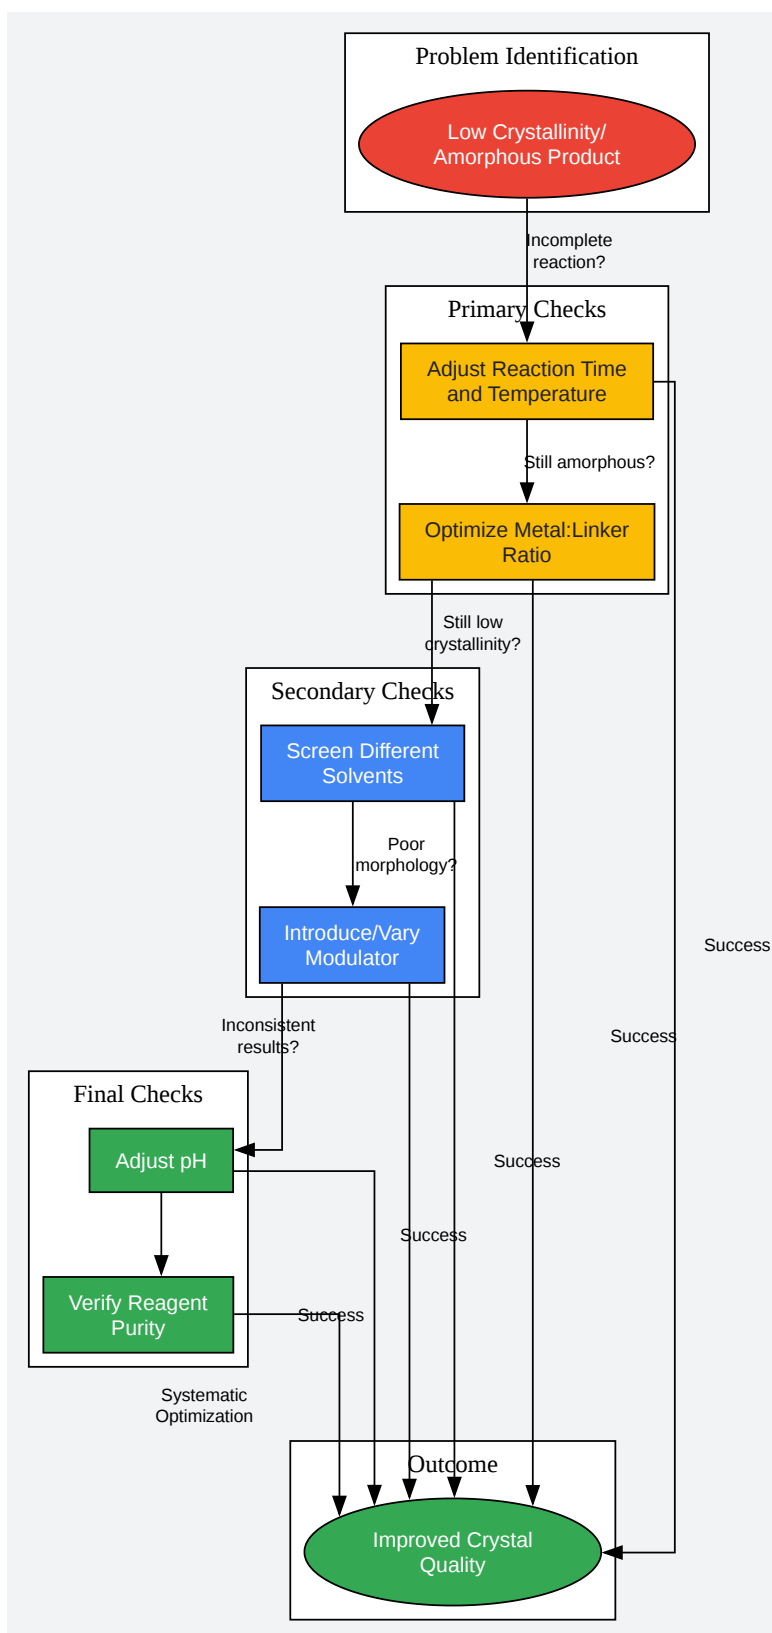 Problem Identification
Low Crystallinity/
Amorphous Product
Incomplete
reaction?
Primary Checks
Adjust Reaction Time
and Temperature
Still amorphous?
Optimize Metal:Linker
Ratio
Still low
crystallinity?
Secondary Checks
Screen Different
Solvents
Poor
morphology?
Introduce/Vary
Modulator
Success
Inconsistent
results?
Success
Final Checks
Adjust pH
Success
Success
Verify Reagent
Purity
Success
Systematic
Optimization
Outcome
Improved Crystal
Quality